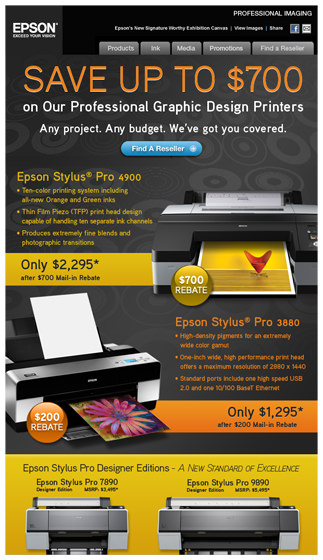 PROFESSIONAL IMAGING
EPSON®
EXCEED YOUR VISION
Epson's New Signature Worthy Exhibition Canvas | View Images | Share
Products Ink Media Promotions Find a Reseller
SAVE UP TO $700
on Our Professional Graphic Design Printers
Any project. Any budget. We've got you covered.
Find A Reseller
Epson Stylus® Pro 4900
• Ten-color printing system including
all-new Orange and Green inks
• Thin Film Piezo (TFP) print head design
capable of handling ten separate ink channels
• Produces extremely fine blends and
photographic transitions
Only $2,295*
after $700 Mail-in Rebate
$700
REBATE
Epson Stylus® Pro 3880
• High-density pigments for an extremely
wide color gamut
• One-inch wide, high performance print head
offers a maximum resolution of 2880 x 1440
• Standard ports include one high speed USB
2.0 and one 10/100 BaseT Ethernet
EPSON
$200
REBATE
Only $1,295*
after $200 Mail-in Rebate
Epson Stylus Pro Designer Editions - A New Standard of Excellence
Epson Stylus Pro 7890
Designer Edition MSRP: $3,495*
Epson Stylus Pro 9890
Designer Edition MSRP: $5,495*